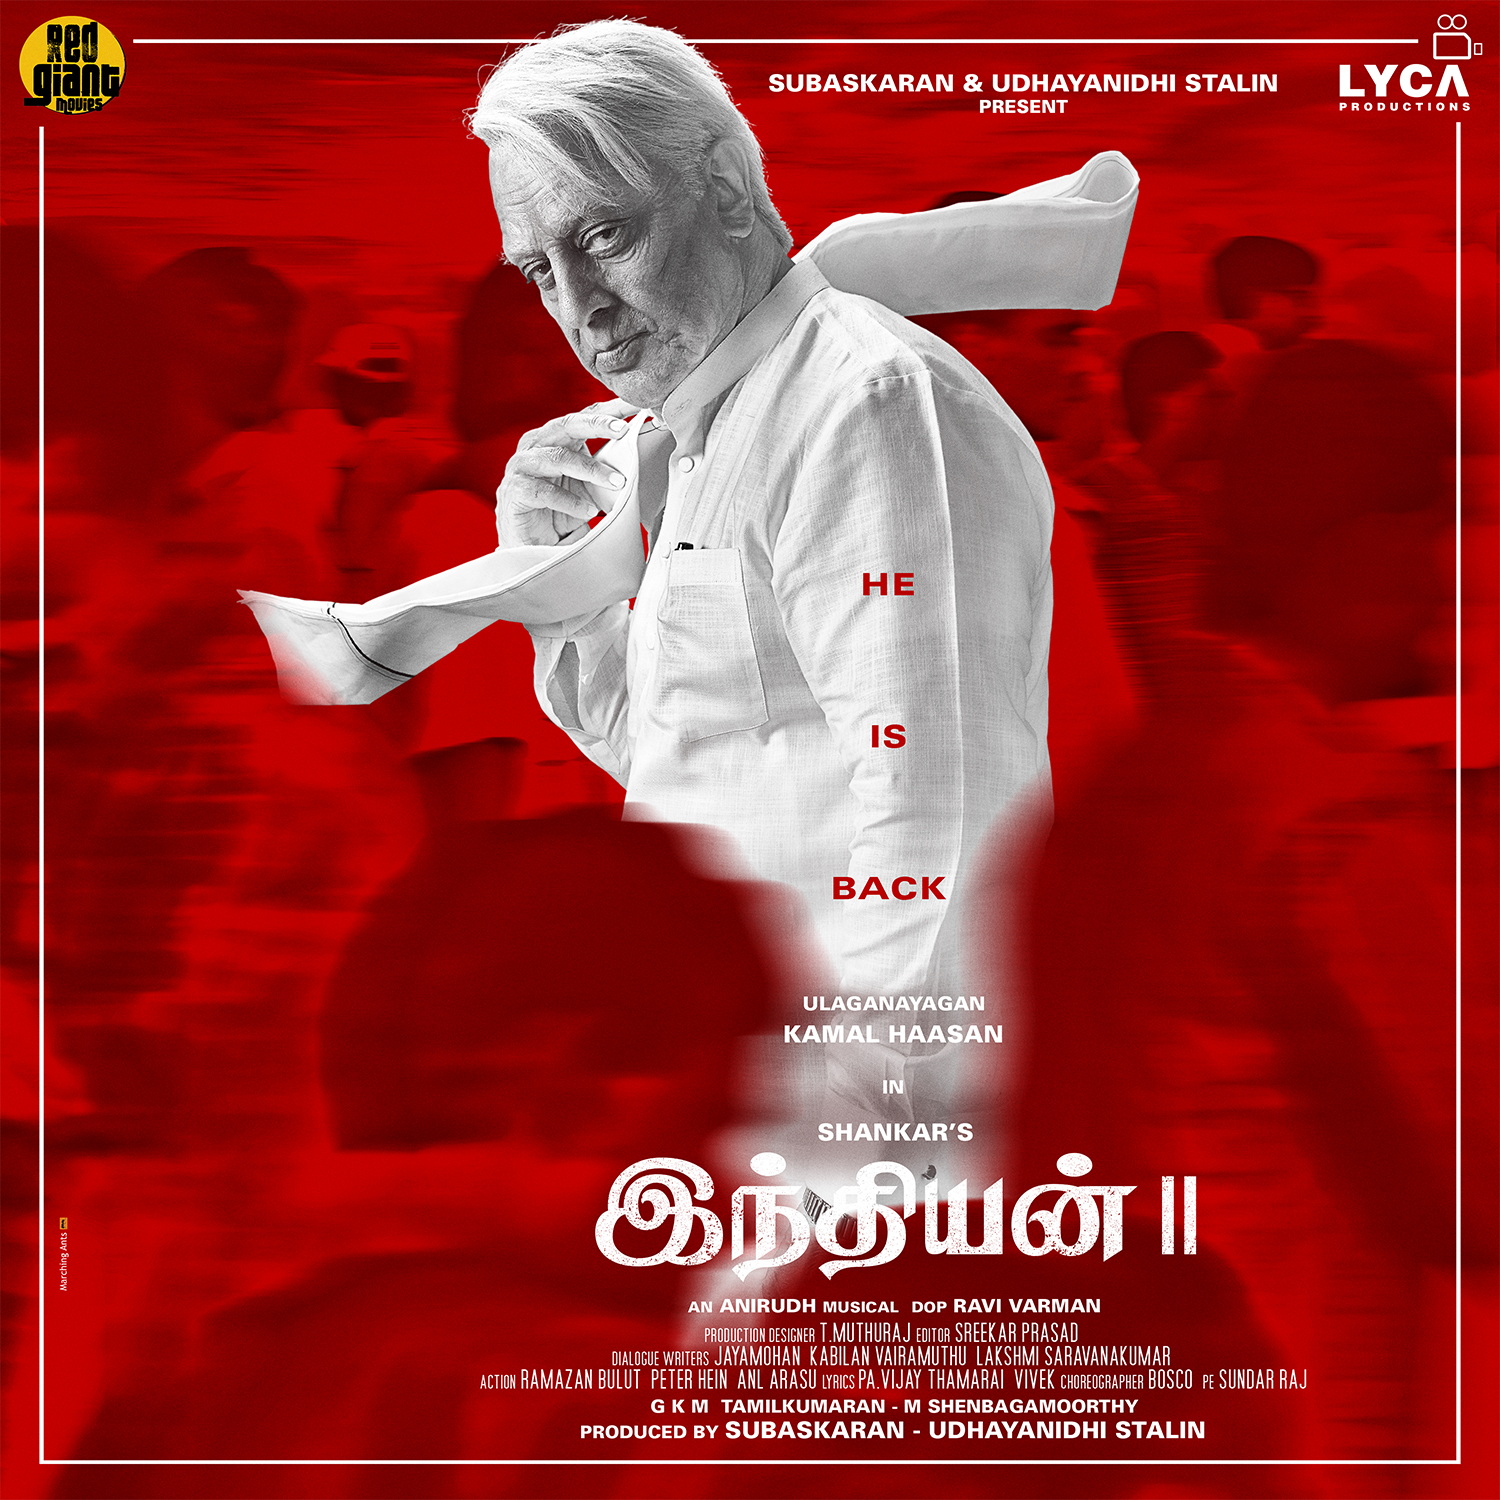 Red
giant
movies
SUBASKARAN & UDHAYANIDHI STALIN
PRESENT
LYCA
PRODUCTIONS
HE
IS
BACK
ULAGANAYAGAN
KAMAL HAASAN
IN
SHANKAR'S
இந்தியன் II
AN ANIRUDH MUSICAL DOP RAVI VARMAN
PRODUCTION DESIGNER T.MUTHURAJ EDITOR SREEKAR PRASAD
DIALOGUE WRITERS JAYAMOHAN KABILAN VAIRAMUTHU LAKSHMI SARAVANAKUMAR
ACTION RAMAZAN BULUT PETER HEIN ANL ARASU LYRICS PA.VIJAY THAMARAI VIVEK CHOREOGRAPHER BOSCO PE SUNDAR RAJ
G K M TAMILKUMARAN - M SHENBAGAMOORTHY
PRODUCED BY SUBASKARAN - UDHAYANIDHI STALIN
Marching Ants